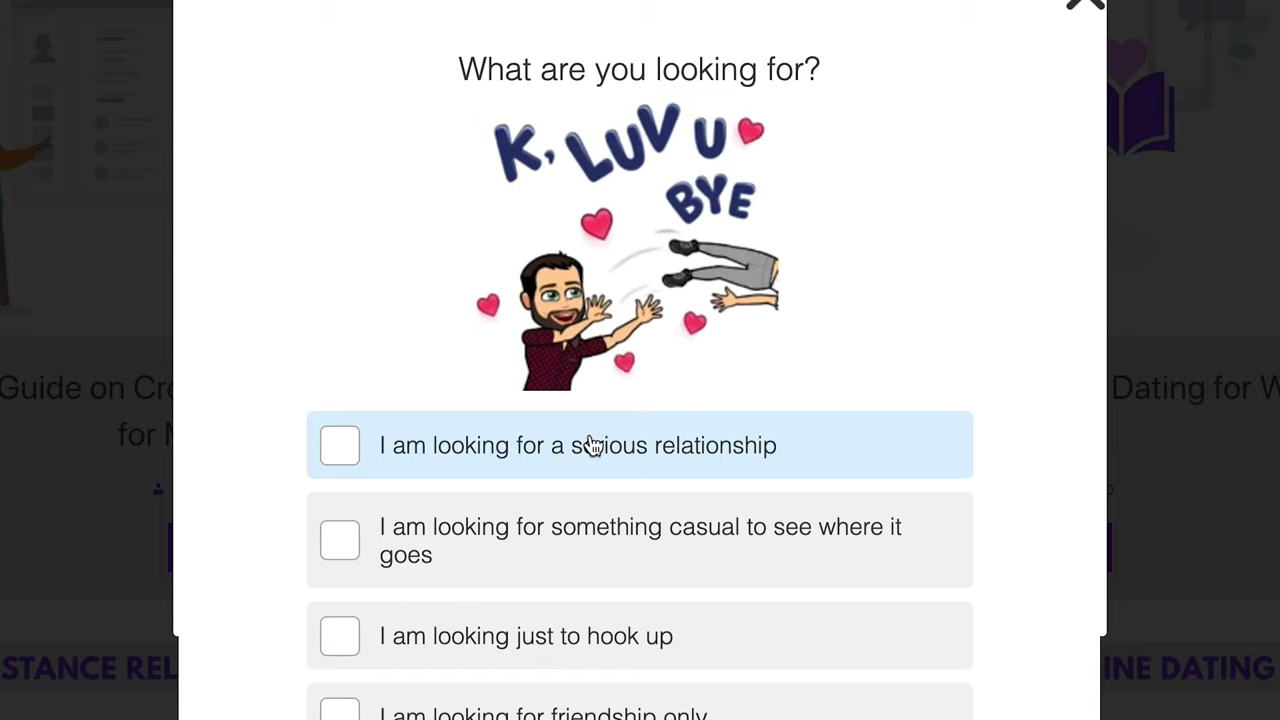 What are you looking for?
K, LUV U
BYE
Guide on Cre
for M
Dating for W
I am looking for a serious relationship
I am looking for something casual to see where it
goes
I am looking just to hook up
STANCE REL
INE DATING
I am looking for friendship only